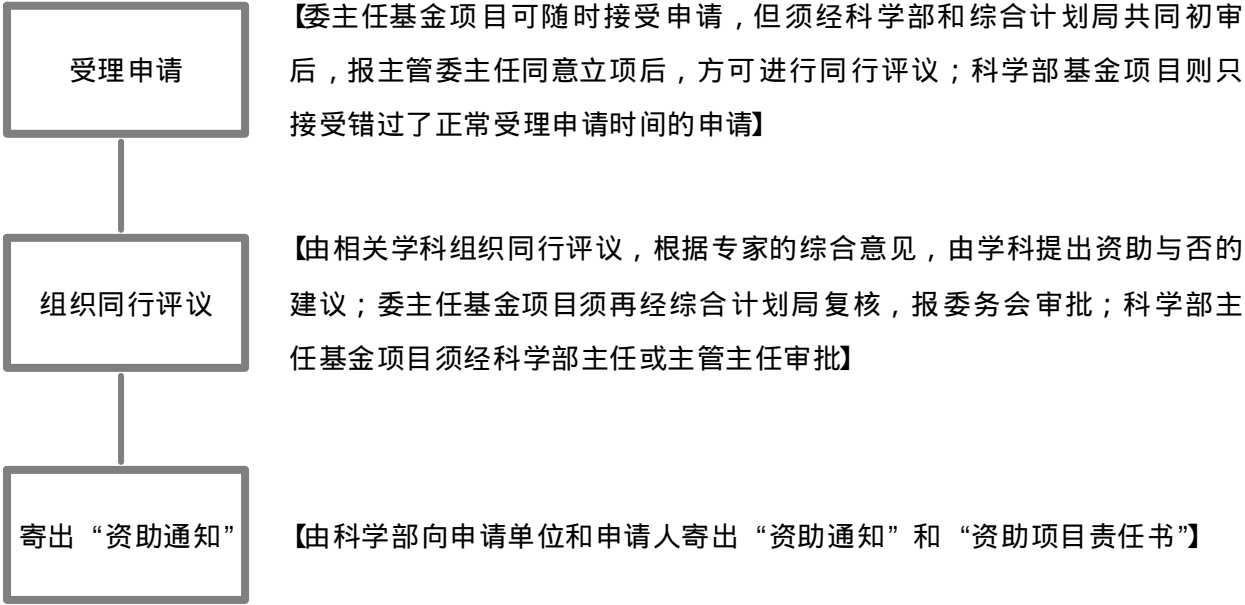 受理申请
【委主任基金项目可随时接受申请，但须经科学部和综合计划局共同初审
后，报主管委主任同意立项后，方可进行同行评议；科学部基金项目则只
接受错过了正常受理申请时间的申请】
组织同行评议
【由相关学科组织同行评议，根据专家的综合意见，由学科提出资助与否的
建议；委主任基金项目须再经综合计划局复核，报委务会审批；科学部主
任基金项目须经科学部主任或主管主任审批】
寄出“资助通知”
【由科学部向申请单位和申请人寄出“资助通知”和“资助项目责任书”】